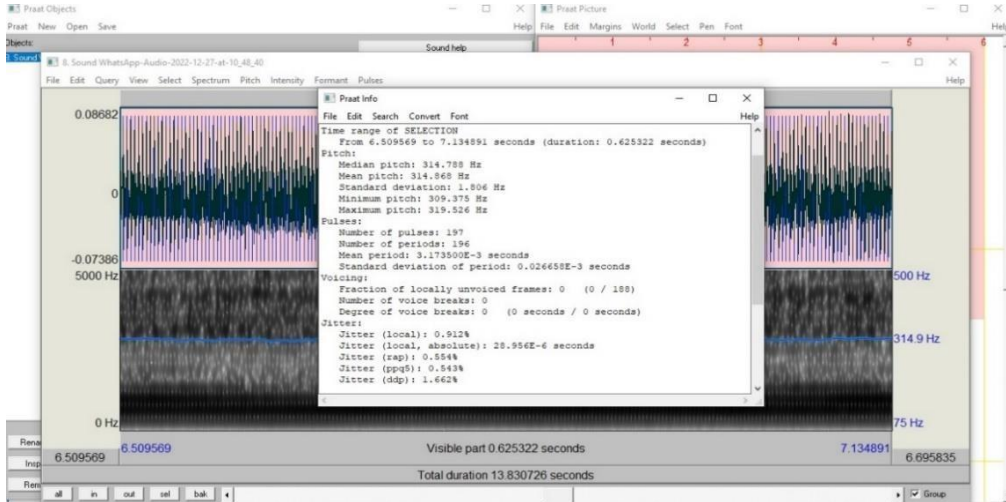 Praat Objects
Praat New Open Save Help
Objects:
Sound help
Praat Picture
File Edit Margins World Select Pen Font Help
1 2 3 4 5 6
8. Sound WhatsApp-Audio-2022-12-27-at-10_48_40
File Edit Query View Select Spectrum Pitch Intensity Formant Pulses Help
Praat Info
File Edit Search Convert Font Help
Time range of SELECTION
From 6.509569 to 7.134891 seconds (duration: 0.625322 seconds)
Pitch:
Median pitch: 314.788 Hz
Mean pitch: 314.868 Hz
Standard deviation: 1.806 Hz
Minimum pitch: 309.375 Hz
Maximum pitch: 319.526 Hz
Pulses:
Number of pulses: 197
Number of periods: 196
Mean period: 3.173500E-3 seconds
Standard deviation of period: 0.026658E-3 seconds
Voicing:
Fraction of locally unvoiced frames: 0 (0 / 188)
Number of voice breaks: 0
Degree of voice breaks: 0 (0 seconds / 0 seconds)
Jitter:
Jitter (local): 0.912%
Jitter (local, absolute): 28.956E-6 seconds
Jitter (rap): 0.554%
Jitter (ppq5): 0.543%
Jitter (ddp): 1.662%
0.08682
0
-0.07386
5000 Hz
500 Hz
314.9 Hz
0 Hz
75 Hz
6.509569
6.509569 Visible part 0.625322 seconds 7.134891
6.695835
Total duration 13.830726 seconds
all in out sel bak
Group